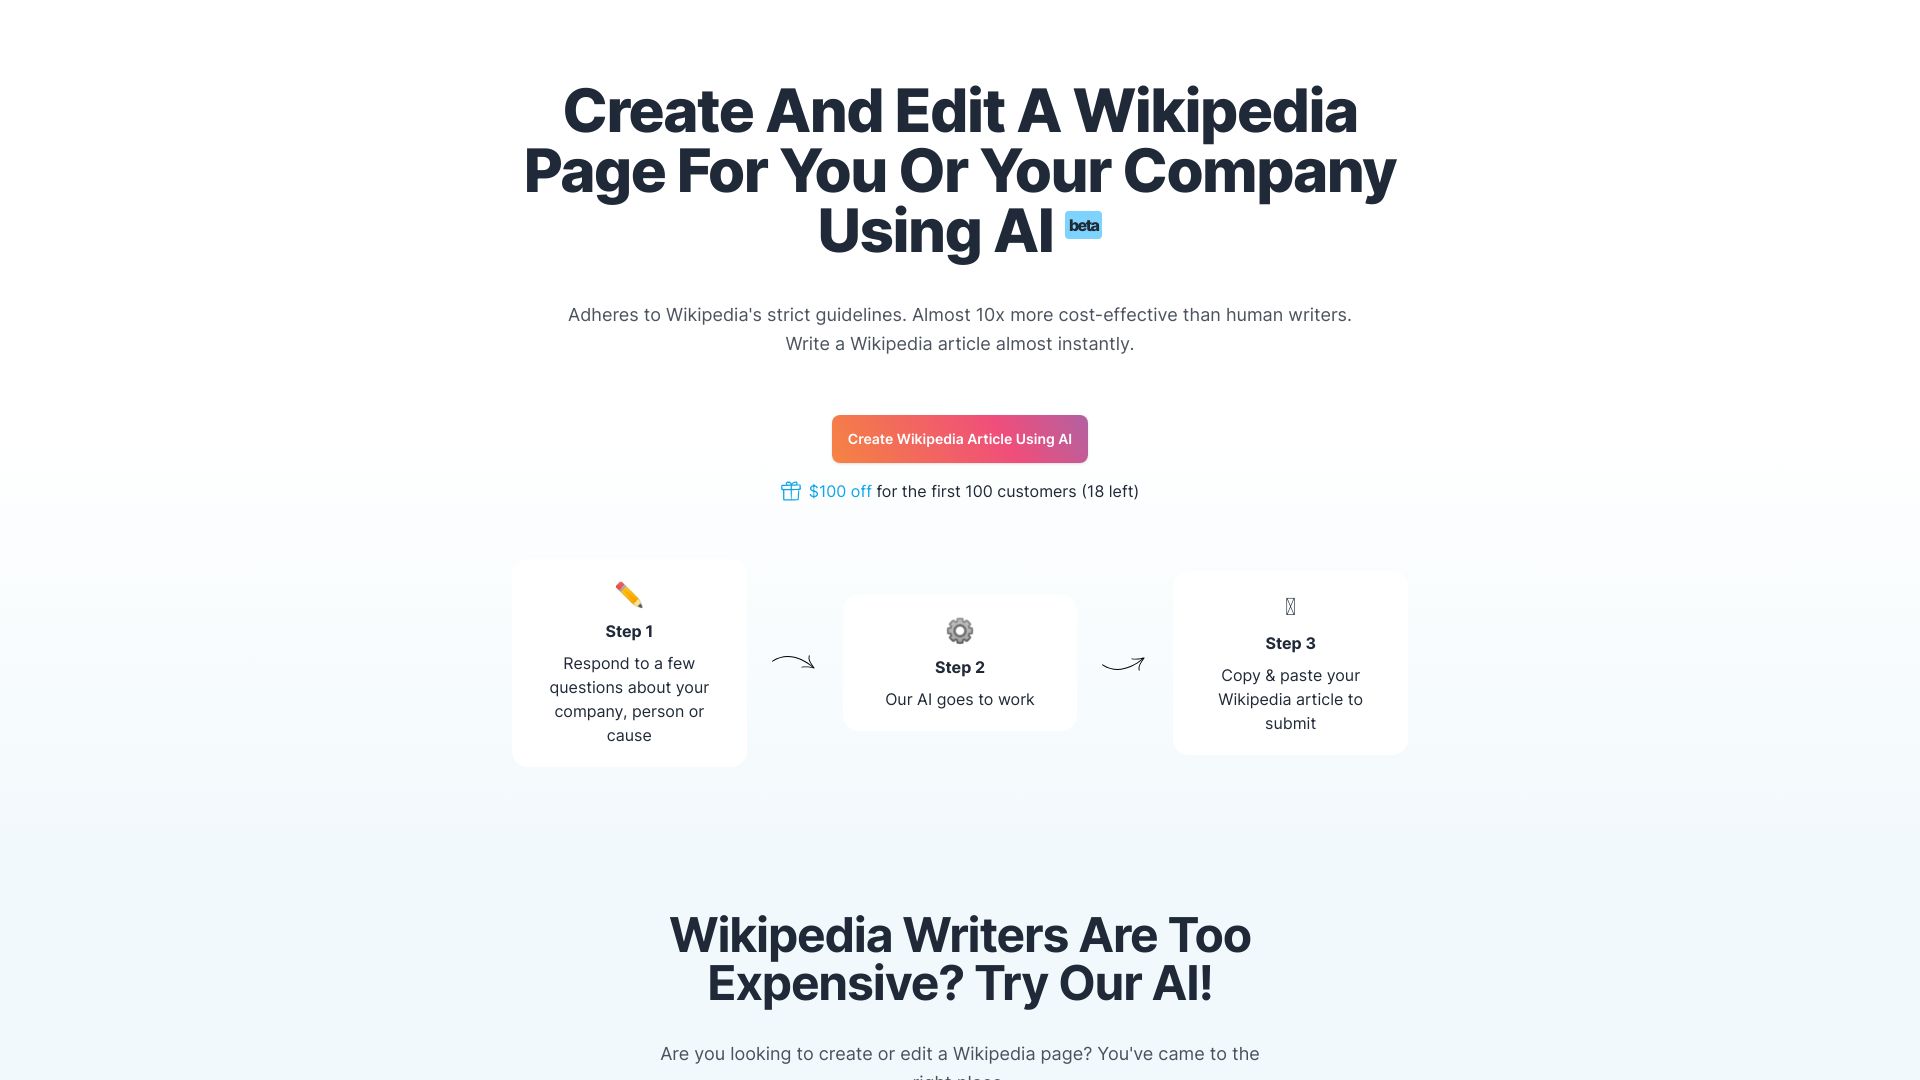 Create And Edit A Wikipedia
Page For You Or Your Company
Using AI beta
Adheres to Wikipedia's strict guidelines. Almost 10x more cost-effective than human writers.
Write a Wikipedia article almost instantly.
Create Wikipedia Article Using AI
$100 off for the first 100 customers (18 left)
Step 1
Respond to a few
questions about your
company, person or
cause
Step 2
Our AI goes to work
Step 3
Copy & paste your
Wikipedia article to
submit
Wikipedia Writers Are Too
Expensive? Try Our AI!
Are you looking to create or edit a Wikipedia page? You've came to the
right place